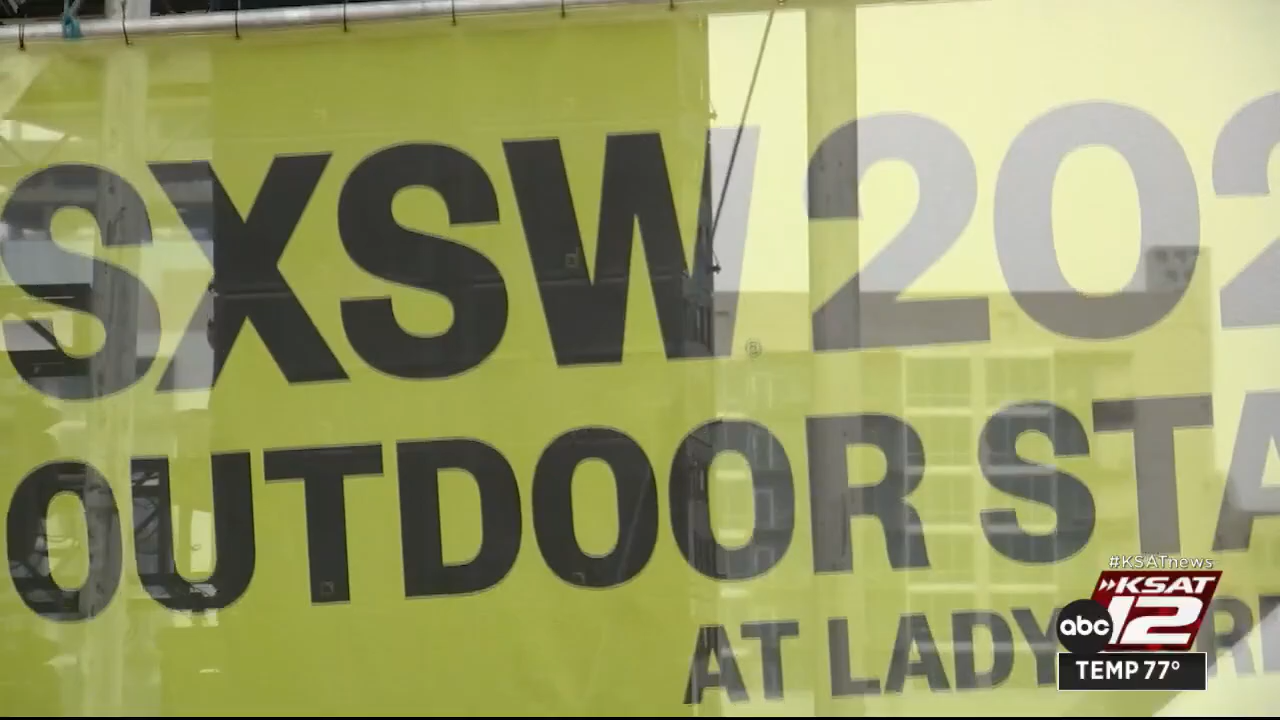 SXSW® 202
OUTDOOR STA
AT LADY
#KSATnews
KSAT
abc 12
TEMP 77°